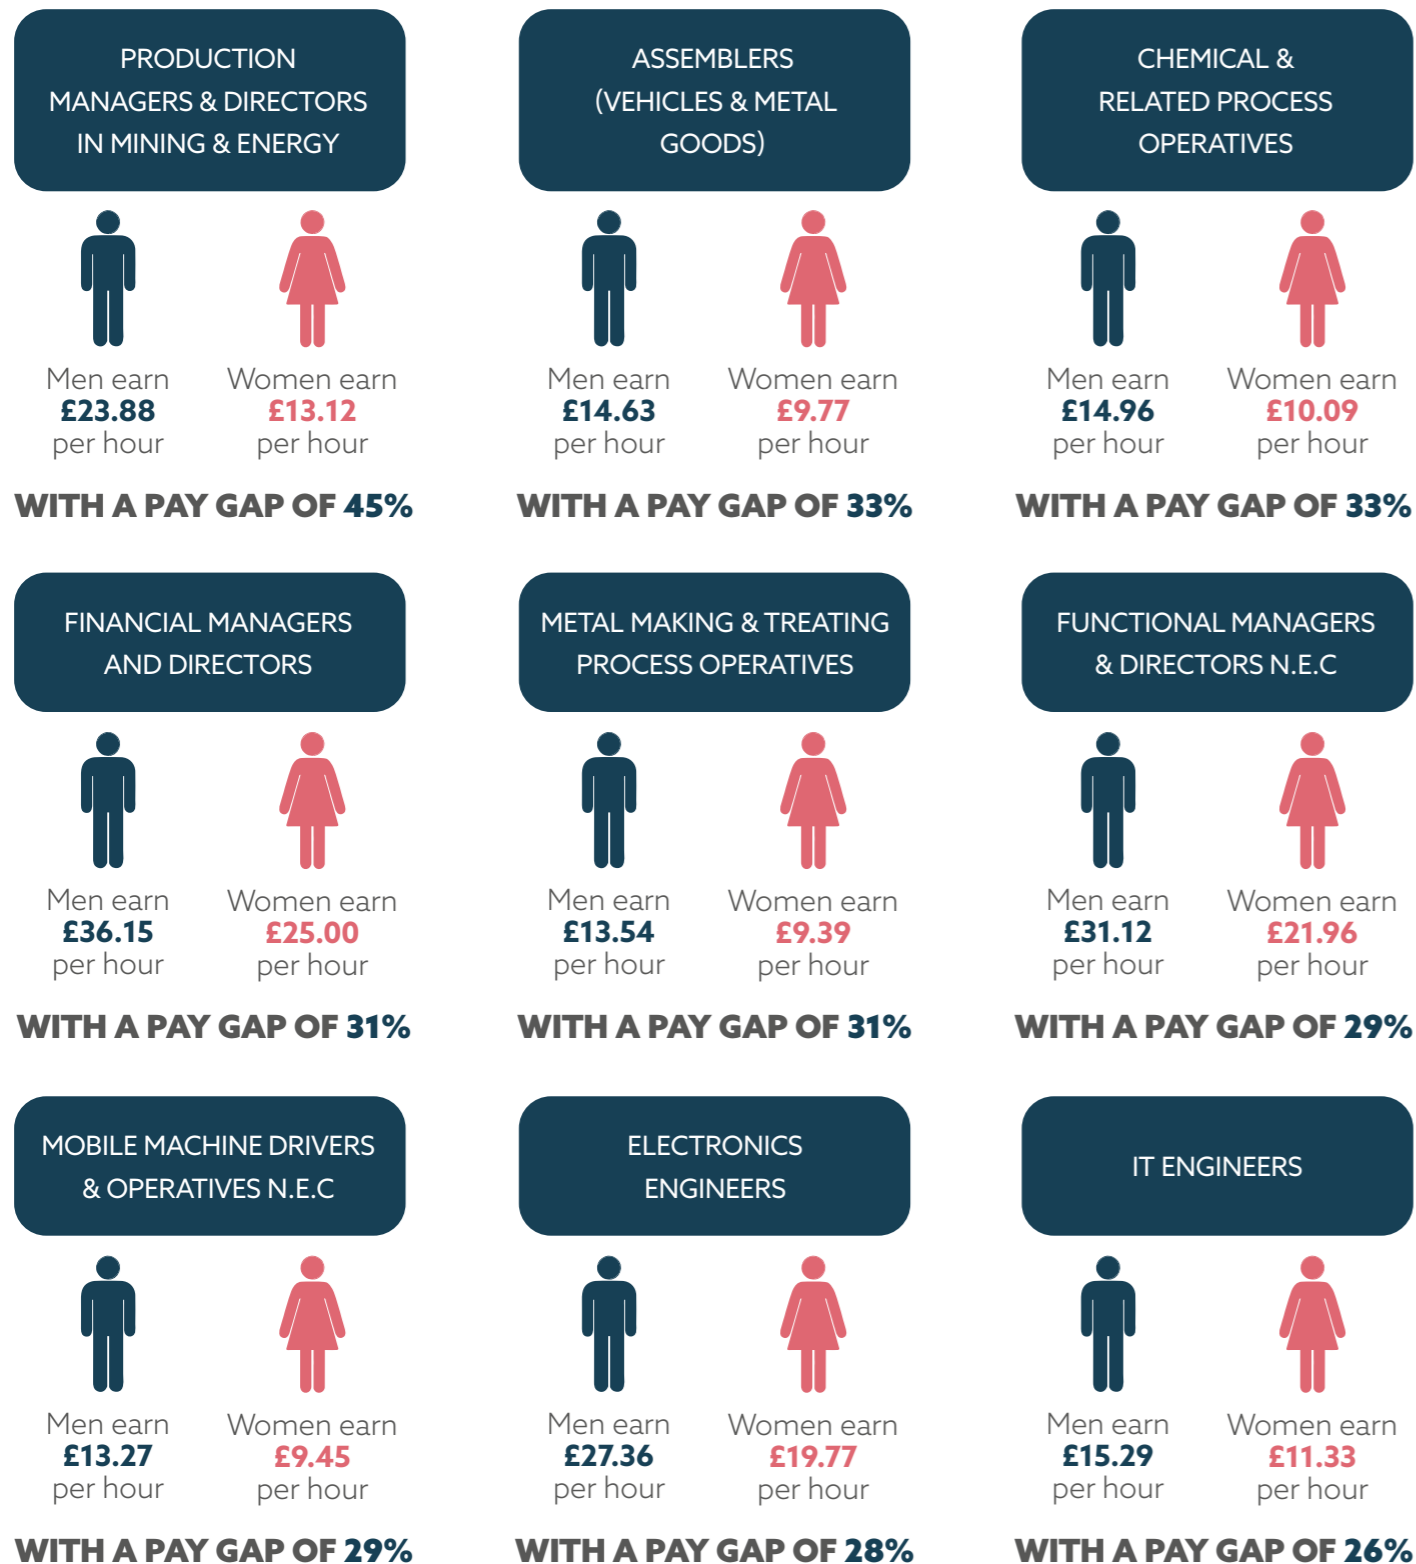 PRODUCTION
MANAGERS & DIRECTORS
IN MINING & ENERGY
Men earn
£23.88
per hour
Women earn
£13.12
per hour
WITH A PAY GAP OF 45%
ASSEMBLERS
(VEHICLES & METAL
GOODS)
Men earn
£14.63
per hour
Women earn
£9.77
per hour
WITH A PAY GAP OF 33%
CHEMICAL &
RELATED PROCESS
OPERATIVES
Men earn
£14.96
per hour
Women earn
£10.09
per hour
WITH A PAY GAP OF 33%
FINANCIAL MANAGERS
AND DIRECTORS
Men earn
£36.15
per hour
Women earn
£25.00
per hour
WITH A PAY GAP OF 31%
METAL MAKING & TREATING
PROCESS OPERATIVES
Men earn
£13.54
per hour
Women earn
£9.39
per hour
WITH A PAY GAP OF 31%
FUNCTIONAL MANAGERS
& DIRECTORS N.E.C
Men earn
£31.12
per hour
Women earn
£21.96
per hour
WITH A PAY GAP OF 29%
MOBILE MACHINE DRIVERS
& OPERATIVES N.E.C
Men earn
£13.27
per hour
Women earn
£9.45
per hour
WITH A PAY GAP OF 29%
ELECTRONICS
ENGINEERS
Men earn
£27.36
per hour
Women earn
£19.77
per hour
WITH A PAY GAP OF 28%
IT ENGINEERS
Men earn
£15.29
per hour
Women earn
£11.33
per hour
WITH A PAY GAP OF 26%